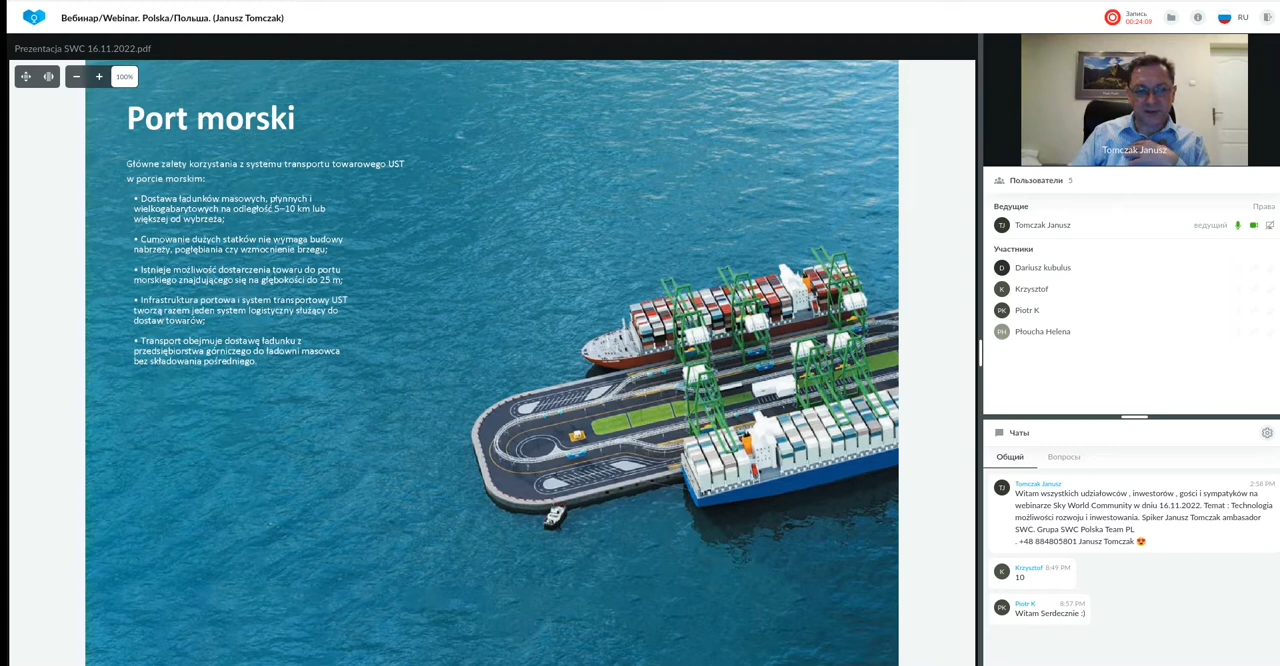 Вебинар/Webinar. Polska/Польша. (Janusz Tomczak)
Запись
00:24:09
RU
Prezentacja SWC 16.11.2022.pdf
100%
Port morski
Główne zalety korzystania z systemu transportu towarowego UST
w porcie morskim:
• Dostawa ładunków masowych, płynnych i
wielkogabarytowych na odległość 5–10 km lub
większej od wybrzeża;
• Cumowanie dużych statków nie wymaga budowy
nabrzeży, pogłębiania czy wzmocnienie brzegu;
• Istnieje możliwość dostarczenia towaru do portu
morskiego znajdującego się na głębokości do 25 m;
• Infrastruktura portowa i system transportowy UST
tworzą razem jeden system logistyczny służący do
dostaw towarów;
• Transport obejmuje dostawę ładunku z
przedsiębiorstwa górniczego do ładowni masowca
bez składowania pośredniego.
Tomczak Janusz
Пользователи 5
Ведущие Права
TJ Tomczak Janusz ведущий
Участники
D Dariusz kubulus
K Krzysztof
PK Piotr K
PH Płoucha Helena
Чаты
Общий Вопросы
TJ Tomczak Janusz 2:58 PM
Witam wszystkich udziałowców , inwestorów , gości i sympatyków na
webinarze Sky World Community w dniu 16.11.2022. Temat : Technologia
możliwości rozwoju i inwestowania. Spiker Janusz Tomczak ambasador
SWC. Grupa SWC Polska Team PL
. +48 884805801 Janusz Tomczak 😍
K Krzysztof 8:49 PM
10
PK Piotr K 8:57 PM
Witam Serdecznie :)